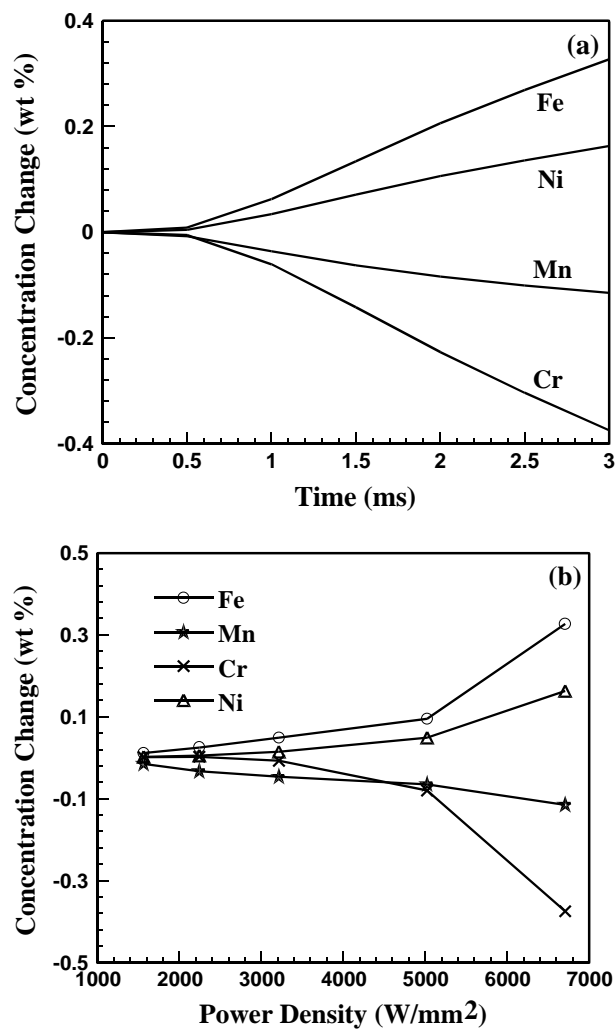 0.4
(a)
Fe
0.2
Ni
0
Mn
-0.2
Cr
-0.4
0 0.5 1 1.5 2 2.5 3
Concentration Change (wt %)
Time (ms)
0.5
(b)
Fe
Mn
Cr
Ni
0.3
0.1
-0.1
-0.3
-0.5
1000 2000 3000 4000 5000 6000 7000
Concentration Change (wt %)
Power Density (W/mm2)